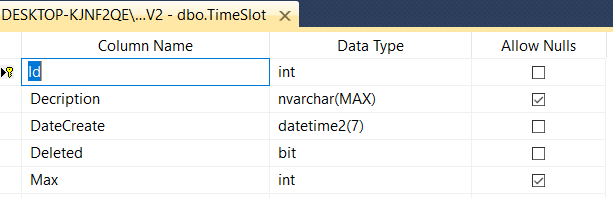 DESKTOP-KJNF2QE\...V2 - dbo.TimeSlot
Column Name Data Type Allow Nulls
Id int
Decription nvarchar(MAX)
DateCreate datetime2(7)
Deleted bit
Max int